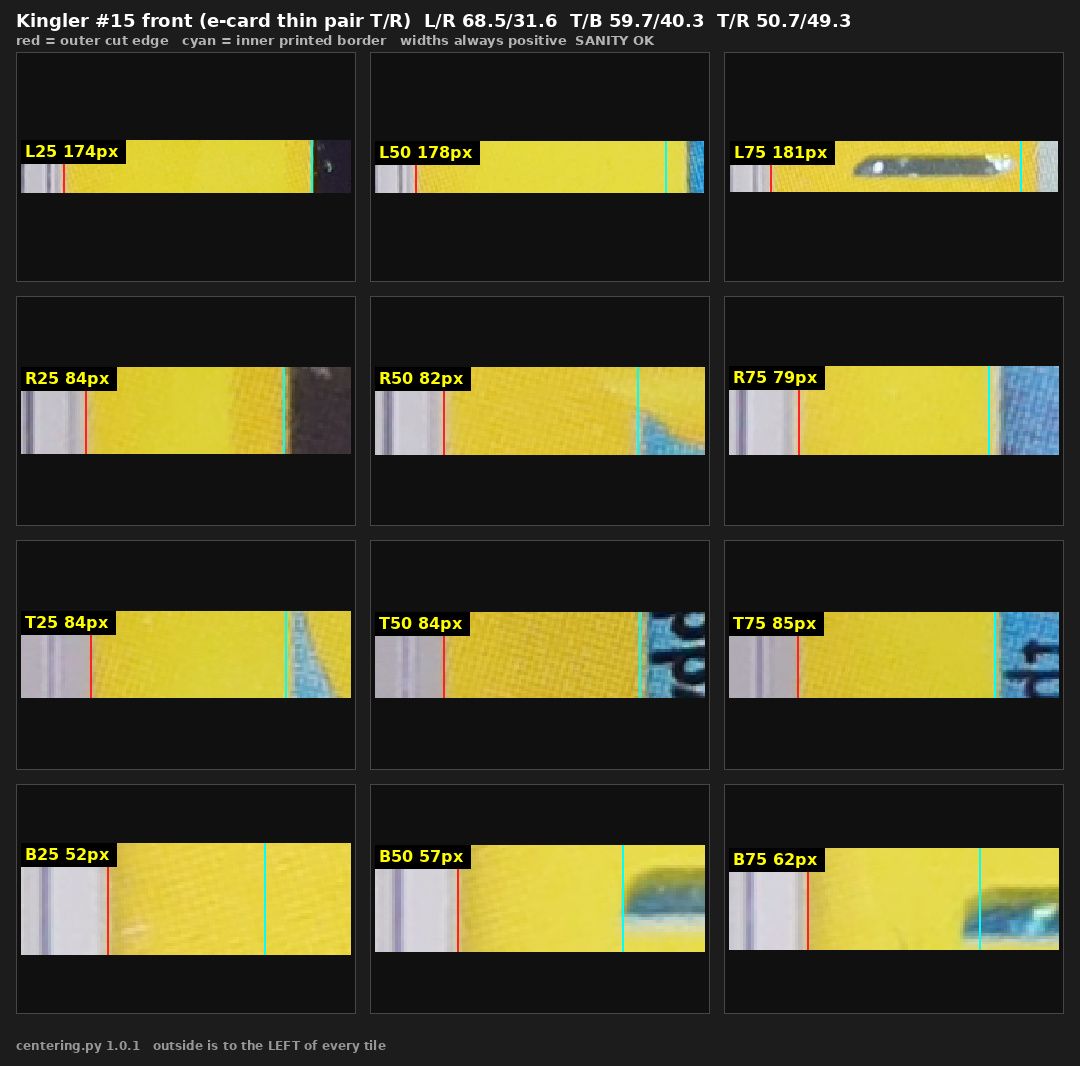 Kingler #15 front (e-card thin pair T/R)  L/R 68.5/31.6  T/B 59.7/40.3  T/R 50.7/49.3
red = outer cut edge   cyan = inner printed border   widths always positive  SANITY OK
L25 174px
L50 178px
L75 181px
R25 84px
R50 82px
R75 79px
T25 84px
T50 84px
T75 85px
B25 52px
B50 57px
B75 62px
centering.py 1.0.1   outside is to the LEFT of every tile